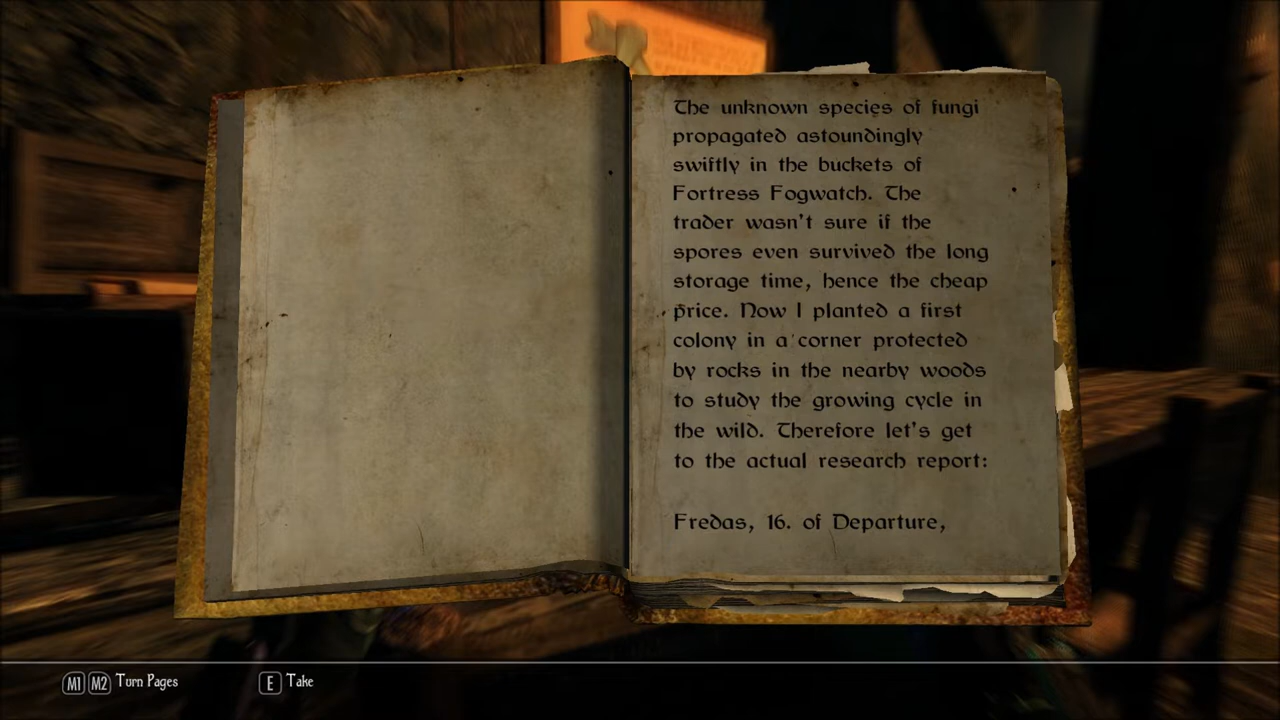 The unknown species of fungi
propagated astoundingly
swiftly in the buckets of
Fortress Fogwatch. The
trader wasn't sure if the
spores even survived the long
storage time, hence the cheap
price. Now I planted a first
colony in a corner protected
by rocks in the nearby woods
to study the growing cycle in
the wild. Therefore let's get
to the actual research report:
Fredas, 16. of Departure,
M1 M2 Turn Pages
E Take